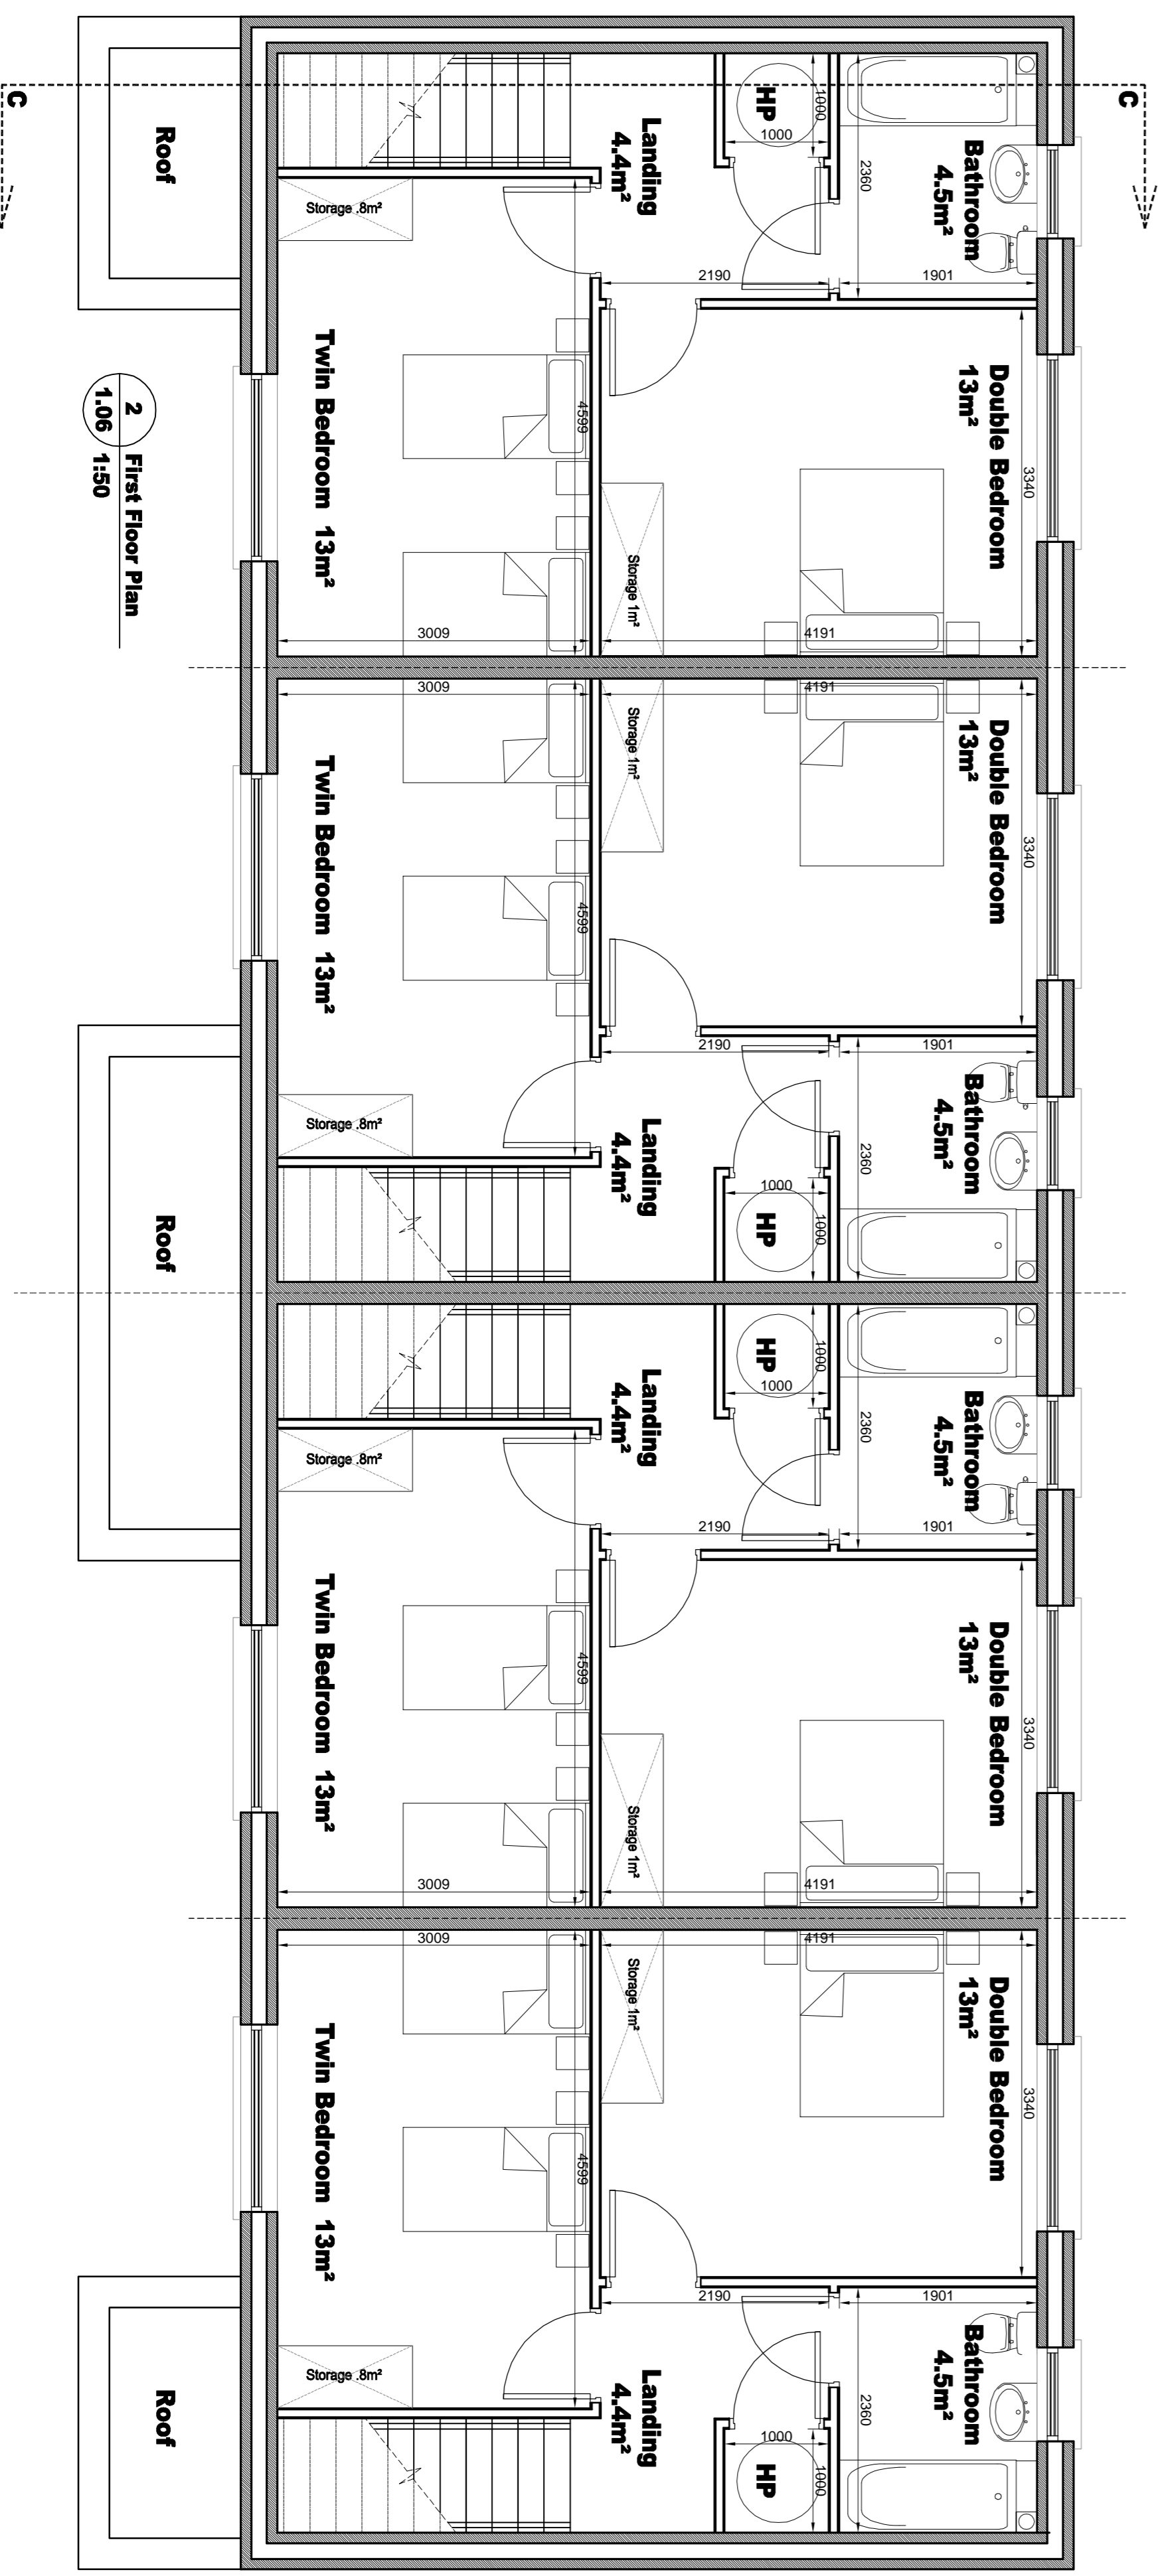 C
C
Bathroom
4.5m²
2360
1901
HP
1000
1000
Landing
4.4m²
2190
Double Bedroom
13m²
3340
4191
Storage 1m²
Storage .8m²
4599
Twin Bedroom 13m²
3009
Roof
Double Bedroom
13m²
3340
4191
Storage 1m²
Bathroom
4.5m²
2360
1901
HP
1000
1000
Landing
4.4m²
2190
4599
Twin Bedroom 13m²
3009
Storage .8m²
Roof
Bathroom
4.5m²
2360
1901
HP
1000
1000
Landing
4.4m²
2190
Double Bedroom
13m²
3340
4191
Storage 1m²
Storage .8m²
4599
Twin Bedroom 13m²
3009
Double Bedroom
13m²
3340
4191
Storage 1m²
Bathroom
4.5m²
2360
1901
HP
1000
1000
Landing
4.4m²
2190
4599
Twin Bedroom 13m²
3009
Storage .8m²
Roof
2
First Floor Plan
1.06
1:50